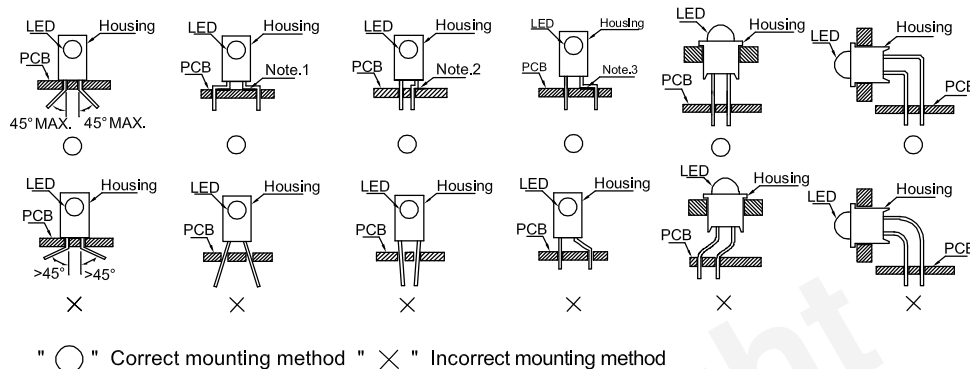 LED Housing
PCB
45° MAX. 45° MAX.
LED Housing
PCB Note.1
LED Housing
PCB Note.2
LED Housing
PCB Note.3
LED
Housing
PCB
Housing
LED
PCB
LED Housing
PCB
>45° >45°
LED Housing
PCB
LED Housing
PCB
LED Housing
PCB
LED Housing
PCB
Housing
LED
PCB
" ◯ " Correct mounting method " ✕ " Incorrect mounting method